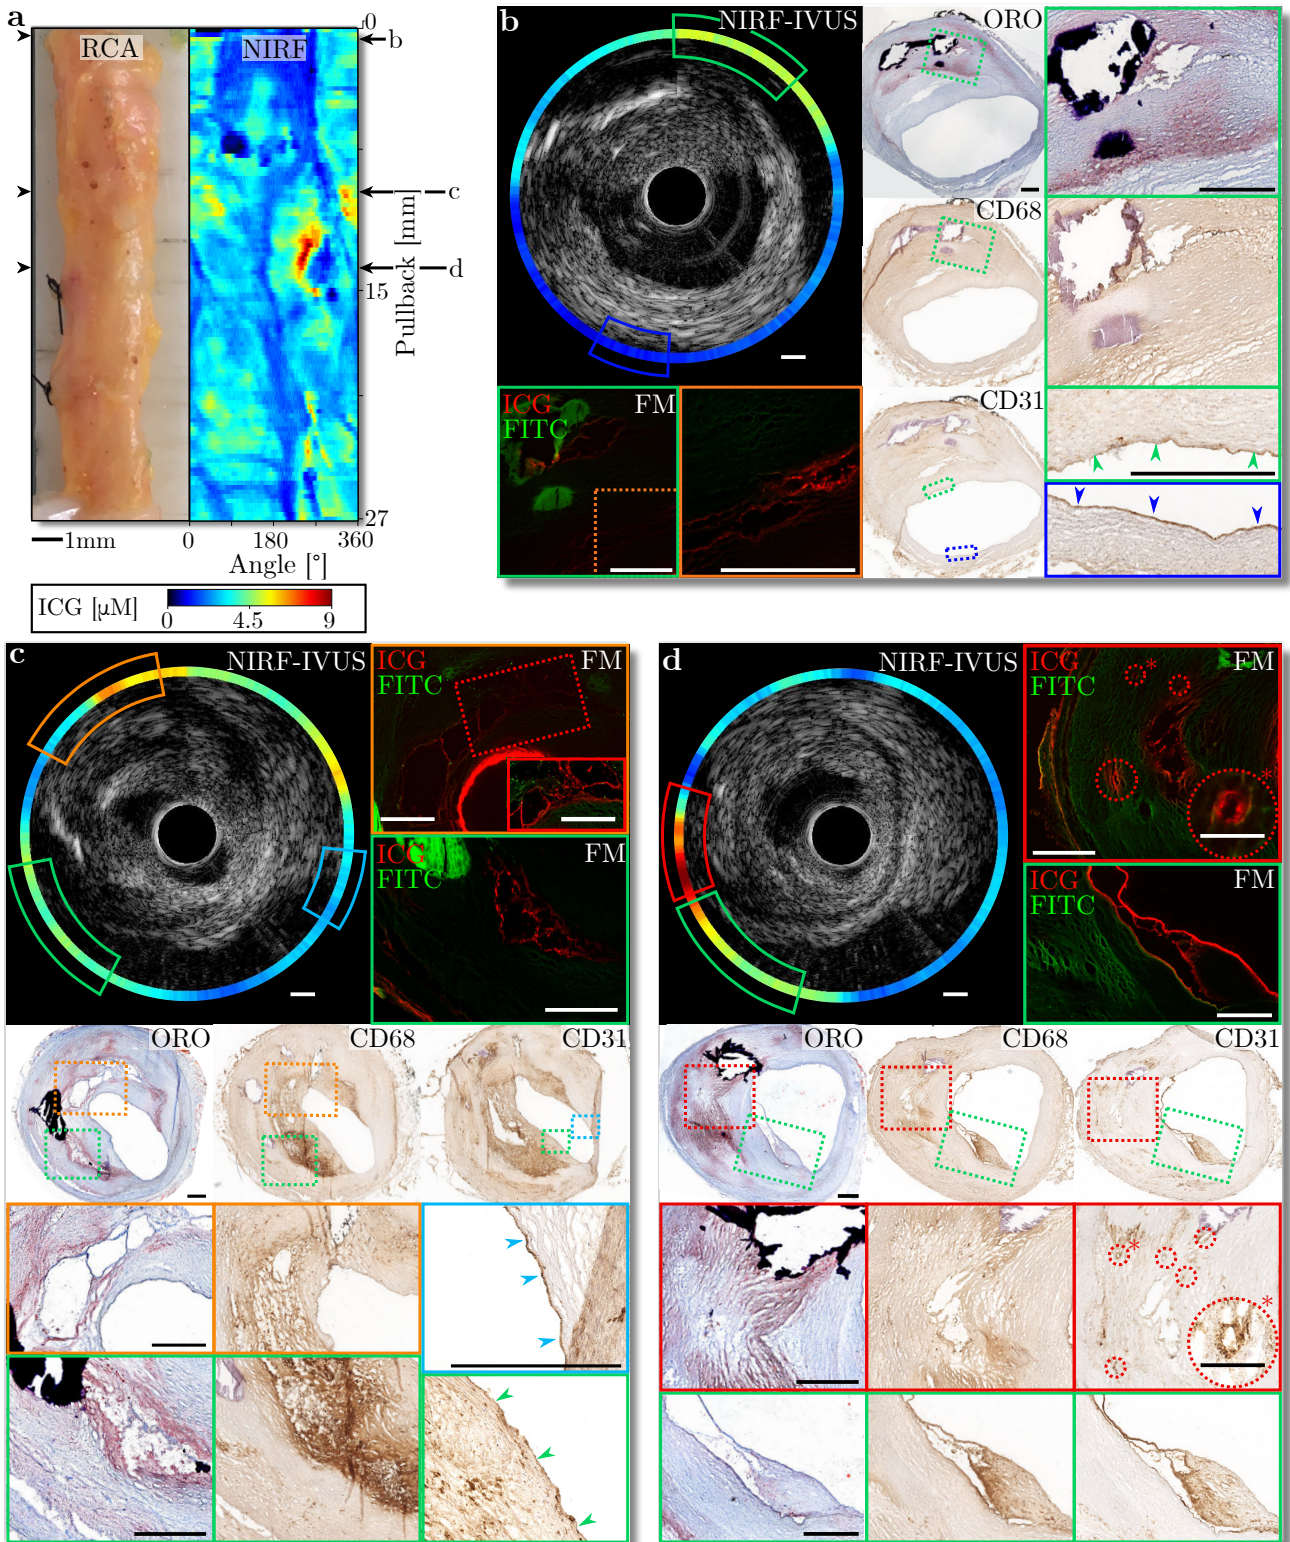 a
RCA
NIRF
0
b
c
d
15
27
Pullback [mm]
1mm
0
180
360
Angle [°]
ICG [µM]
0
4.5
9
b
NIRF-IVUS
ORO
CD68
CD31
ICG
FITC
FM
c
NIRF-IVUS
ICG
FITC
FM
ICG
FITC
FM
ORO
CD68
CD31
d
NIRF-IVUS
ICG
FITC
FM
*
*
ICG
FITC
FM
ORO
CD68
CD31
*
*